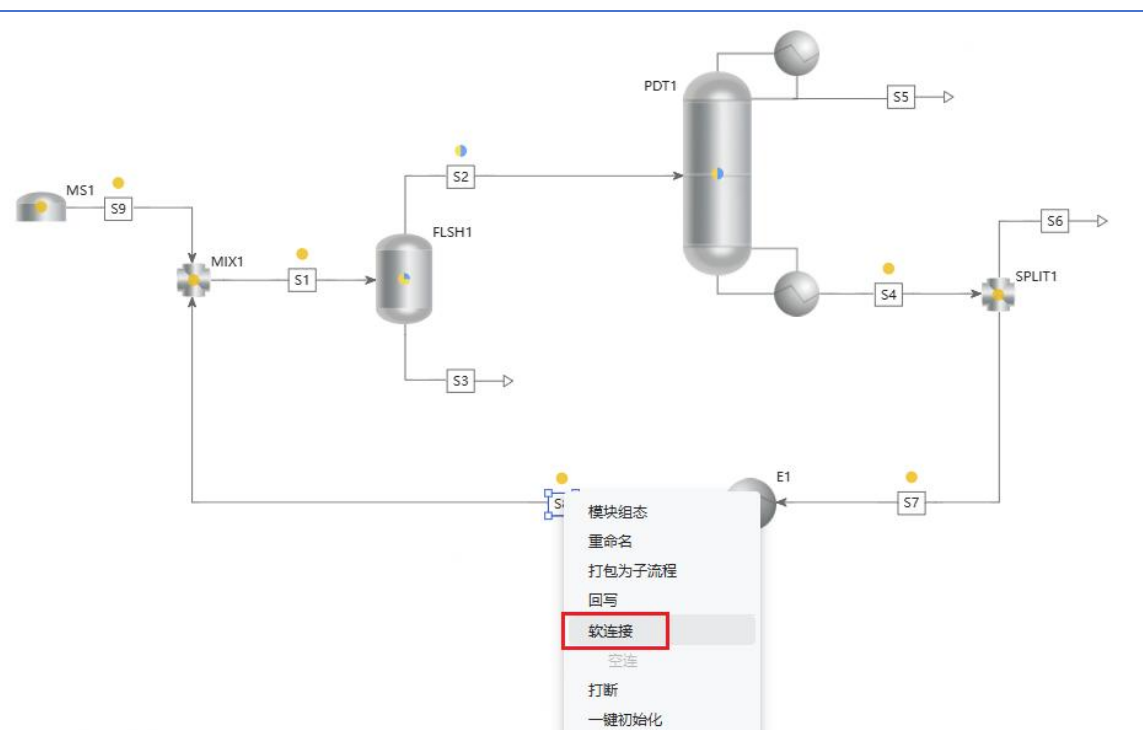 PDT1
S5
S2
MS1
S9
S6
FLSH1
MIX1
S1
SPLIT1
S4
S3
E1
S7
模块组态
重命名
打包为子流程
回写
软连接
空连
打断
一键初始化